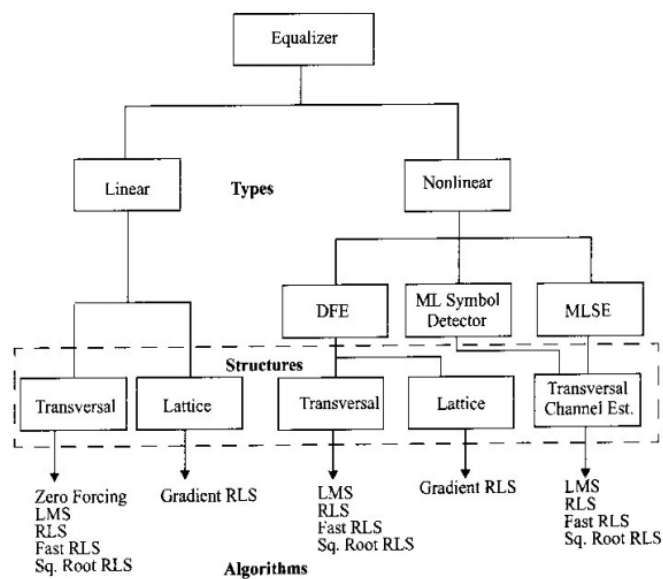 Equalizer
Linear
Types
Nonlinear
DFE
ML Symbol
Detector
MLSE
Structures
Transversal
Lattice
Transversal
Lattice
Transversal
Channel Est.
Zero Forcing
LMS
RLS
Fast RLS
Sq. Root RLS
Gradient RLS
LMS
RLS
Fast RLS
Sq. Root RLS
Gradient RLS
LMS
RLS
Fast RLS
Sq. Root RLS
Algorithms